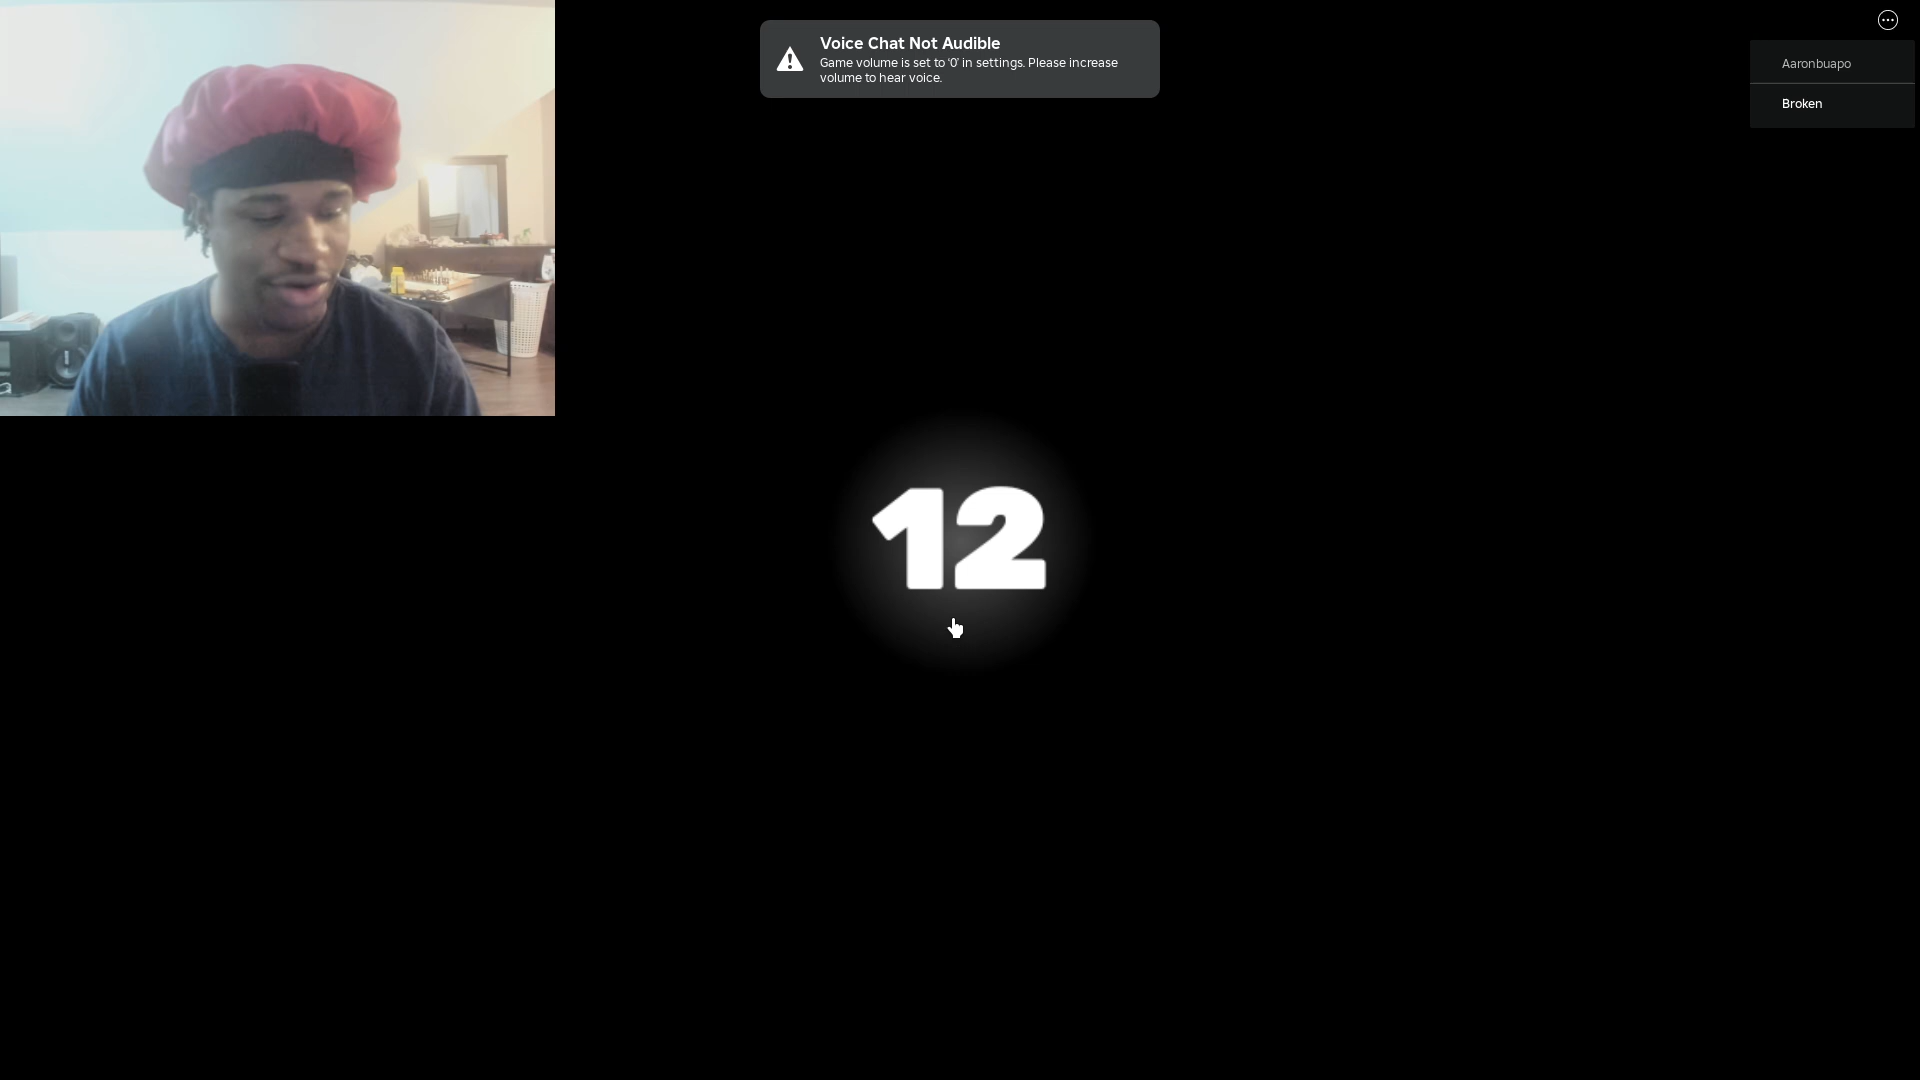 Voice Chat Not Audible
Game volume is set to '0' in settings. Please increase
volume to hear voice.
Aaronbuapo
Broken
12